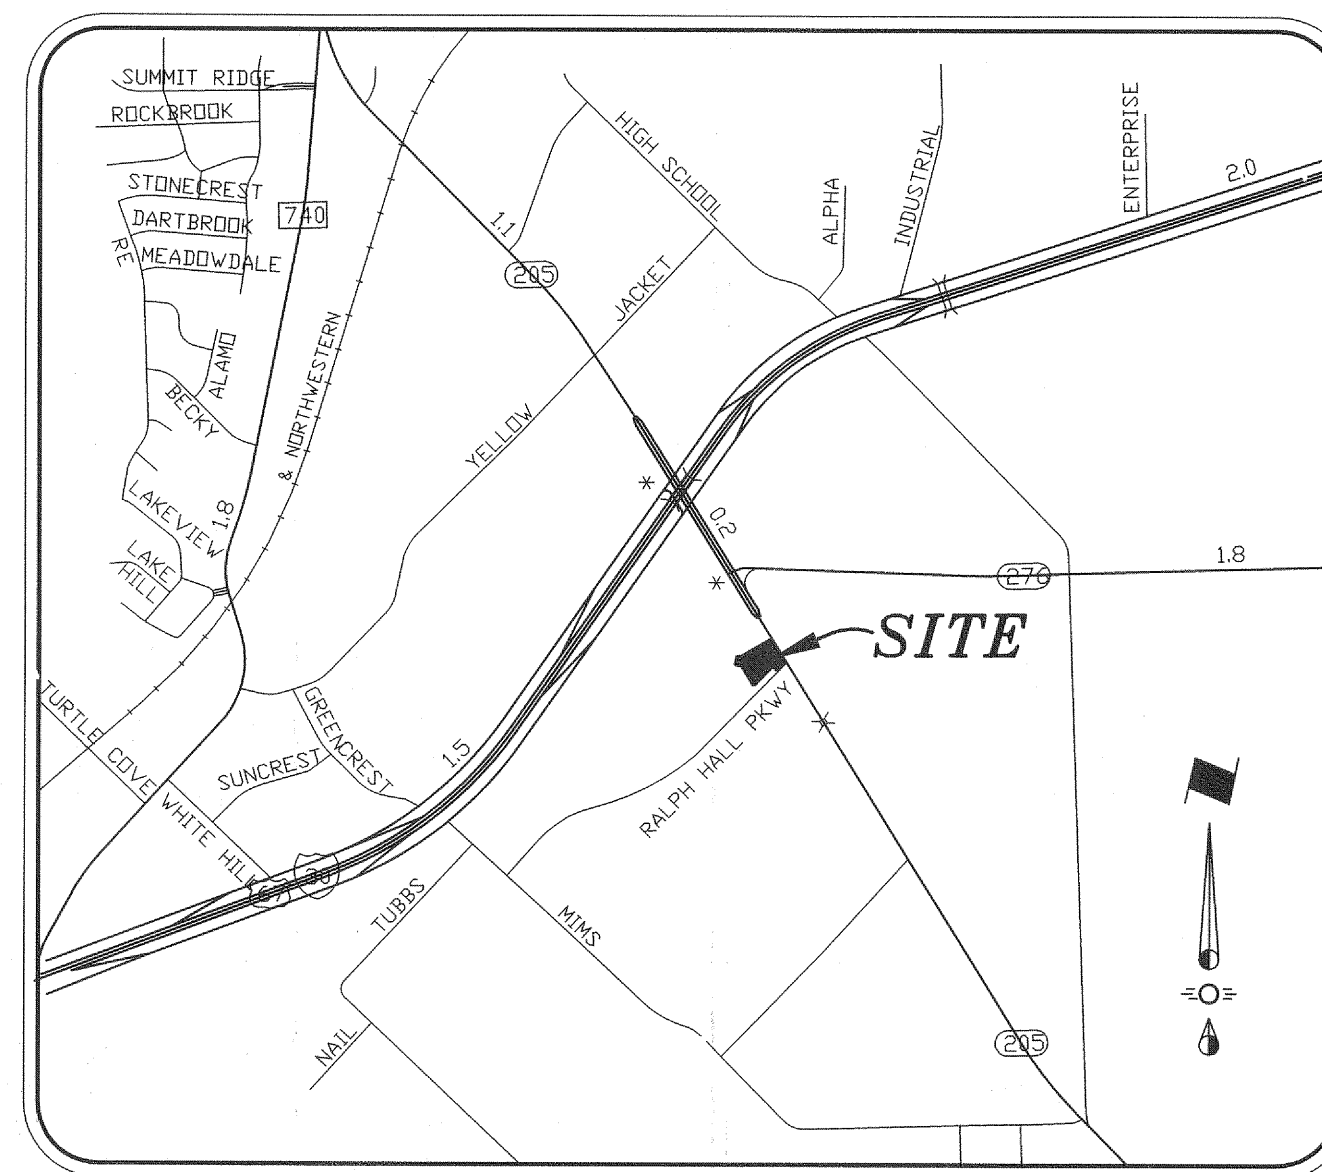 SUMMIT RIDGE
ROCKBROOK
STONECREST
DARTBROOK
RE
MEADOWDALE
740
ALAMO
BECKY
LAKEVIEW
1.8
LAKE
HILL
& NORTHWESTERN
1.1
205
HIGH SCHOOL
YELLOW JACKET
ALPHA
INDUSTRIAL
ENTERPRISE
2.0
0.2
276
1.8
SITE
RALPH HALL PKWY
TURTLE COVE
WHITE HILL
GREENCREST
SUNCREST
1.5
67
30
TUBBS
MIMS
NAIL
205